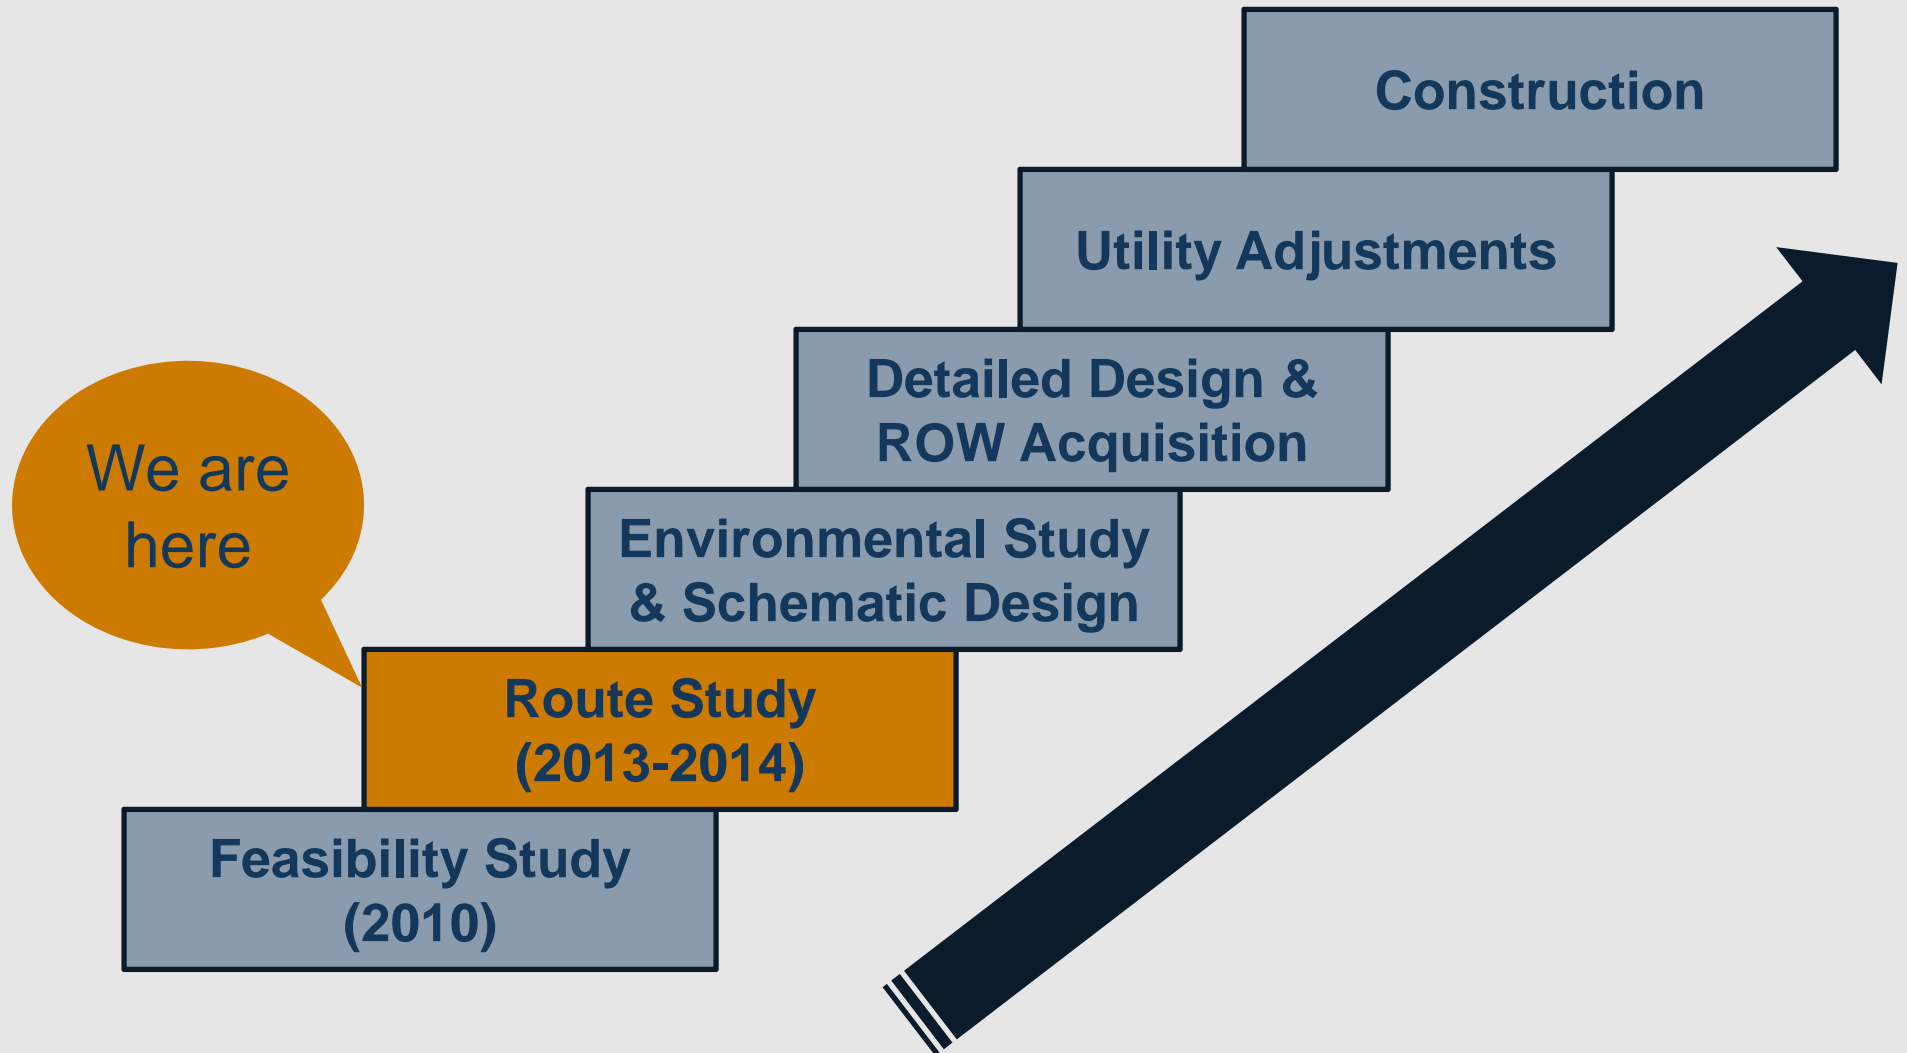 Construction
Utility Adjustments
Detailed Design &
ROW Acquisition
We are
here
Environmental Study
& Schematic Design
Route Study
(2013-2014)
Feasibility Study
(2010)